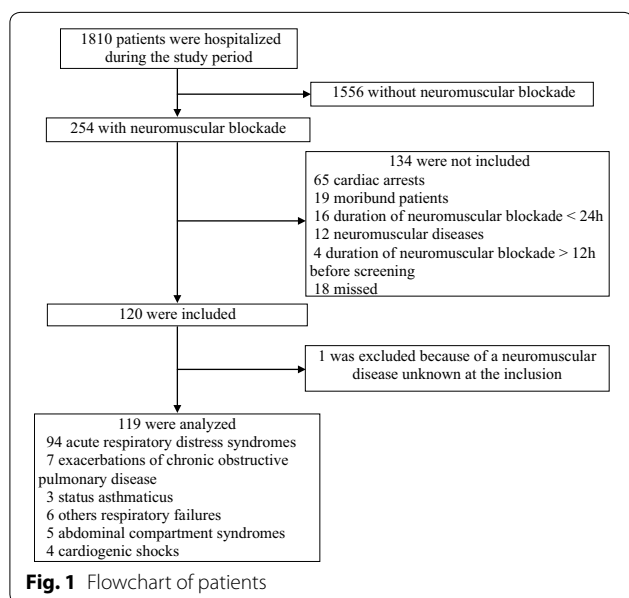 1810 patients were hospitalized
during the study period
1556 without neuromuscular blockade
254 with neuromuscular blockade
134 were not included
65 cardiac arrests
19 moribund patients
16 duration of neuromuscular blockade < 24h
12 neuromuscular diseases
4 duration of neuromuscular blockade > 12h
before screening
18 missed
120 were included
1 was excluded because of a neuromuscular
disease unknown at the inclusion
119 were analyzed
94 acute respiratory distress syndromes
7 exacerbations of chronic obstructive
pulmonary disease
3 status asthmaticus
6 others respiratory failures
5 abdominal compartment syndromes
4 cardiogenic shocks
Fig. 1 Flowchart of patients